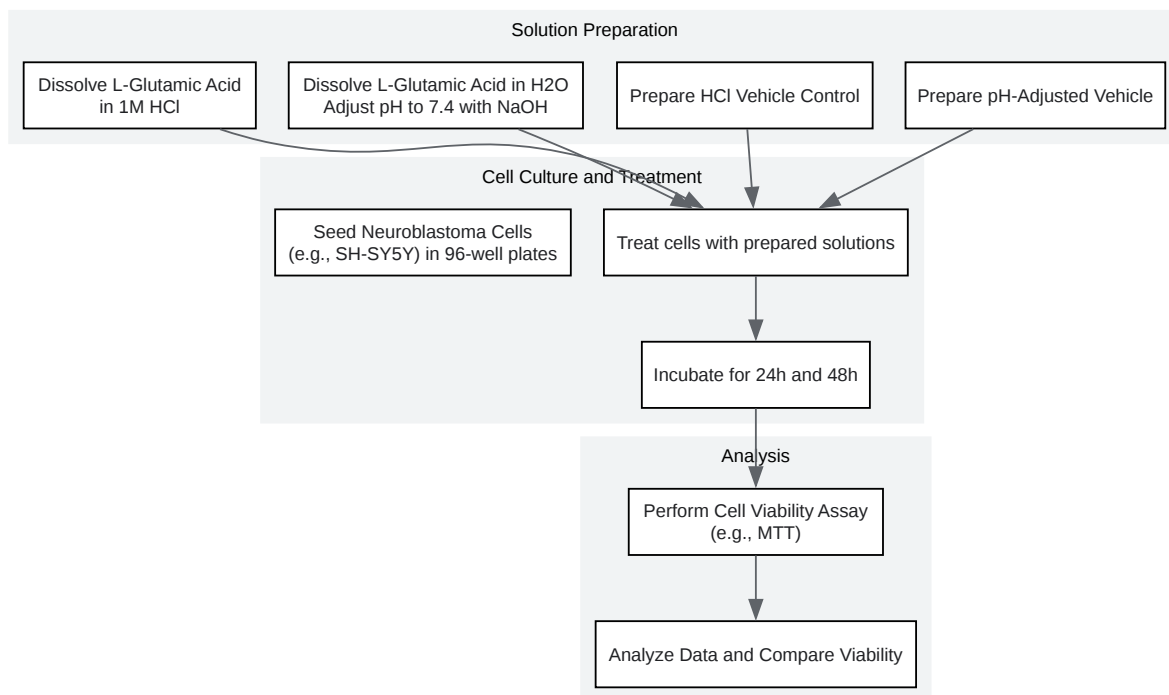 Solution Preparation
Dissolve L-Glutamic Acid
in 1M HCl
Dissolve L-Glutamic Acid in H2O
Adjust pH to 7.4 with NaOH
Prepare HCl Vehicle Control
Prepare pH-Adjusted Vehicle
Cell Culture and Treatment
Seed Neuroblastoma Cells
(e.g., SH-SY5Y) in 96-well plates
Treat cells with prepared solutions
Incubate for 24h and 48h
Analysis
Perform Cell Viability Assay
(e.g., MTT)
Analyze Data and Compare Viability